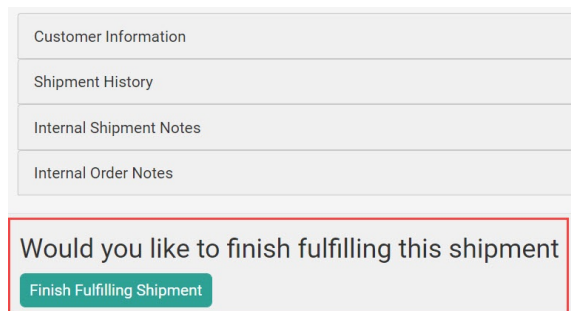 Customer Information
Shipment History
Internal Shipment Notes
Internal Order Notes
Would you like to finish fulfilling this shipment
Finish Fulfilling Shipment